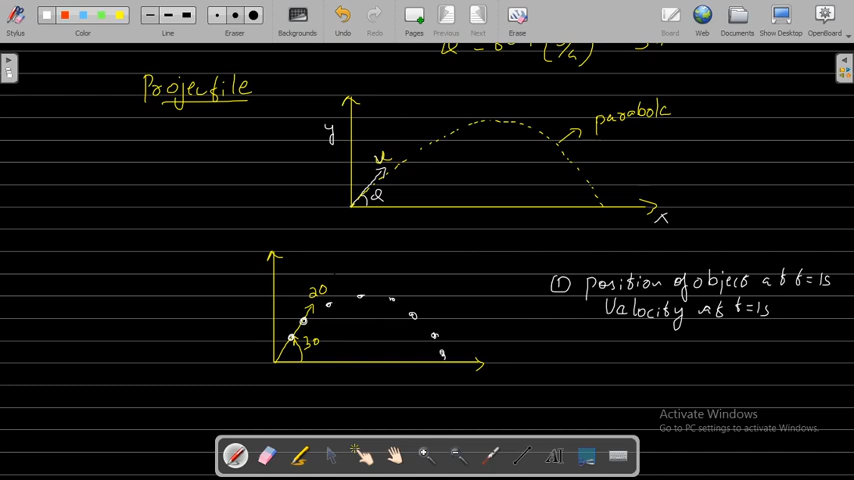 Stylus Color Line Eraser Backgrounds Undo Redo Pages Previous Next Erase Board Web Documents Show Desktop OpenBoard
Projectile
y
parabola
u
α
x
20
30
① Position of object at t=1s
Velocity at t=1s
Activate Windows
Go to PC settings to activate Windows.